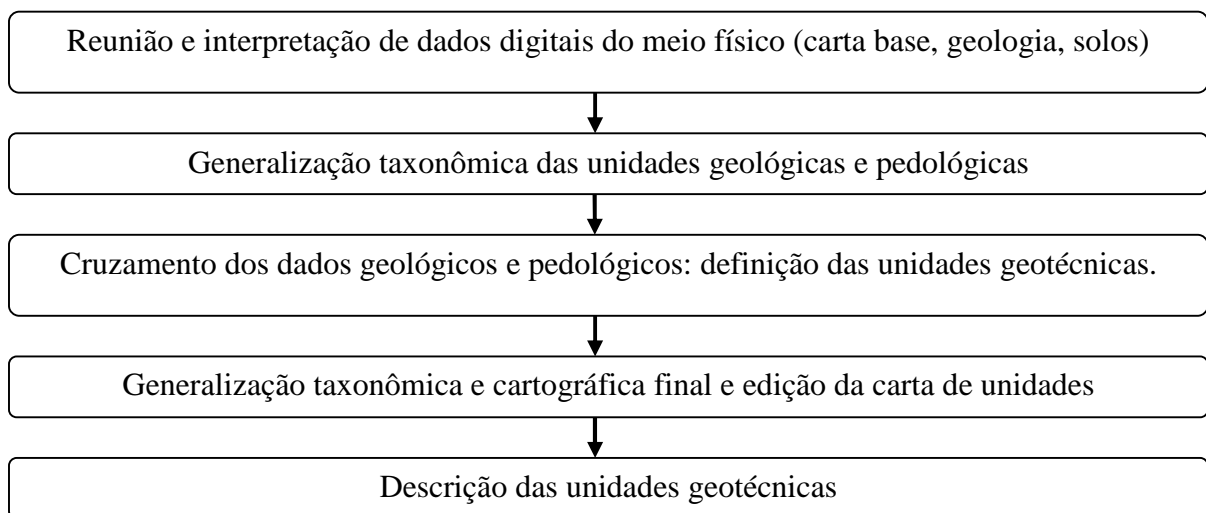 Reunião e interpretação de dados digitais do meio físico (carta base, geologia, solos)
Generalização taxonômica das unidades geológicas e pedológicas
Cruzamento dos dados geológicos e pedológicos: definição das unidades geotécnicas.
Generalização taxonômica e cartográfica final e edição da carta de unidades
Descrição das unidades geotécnicas